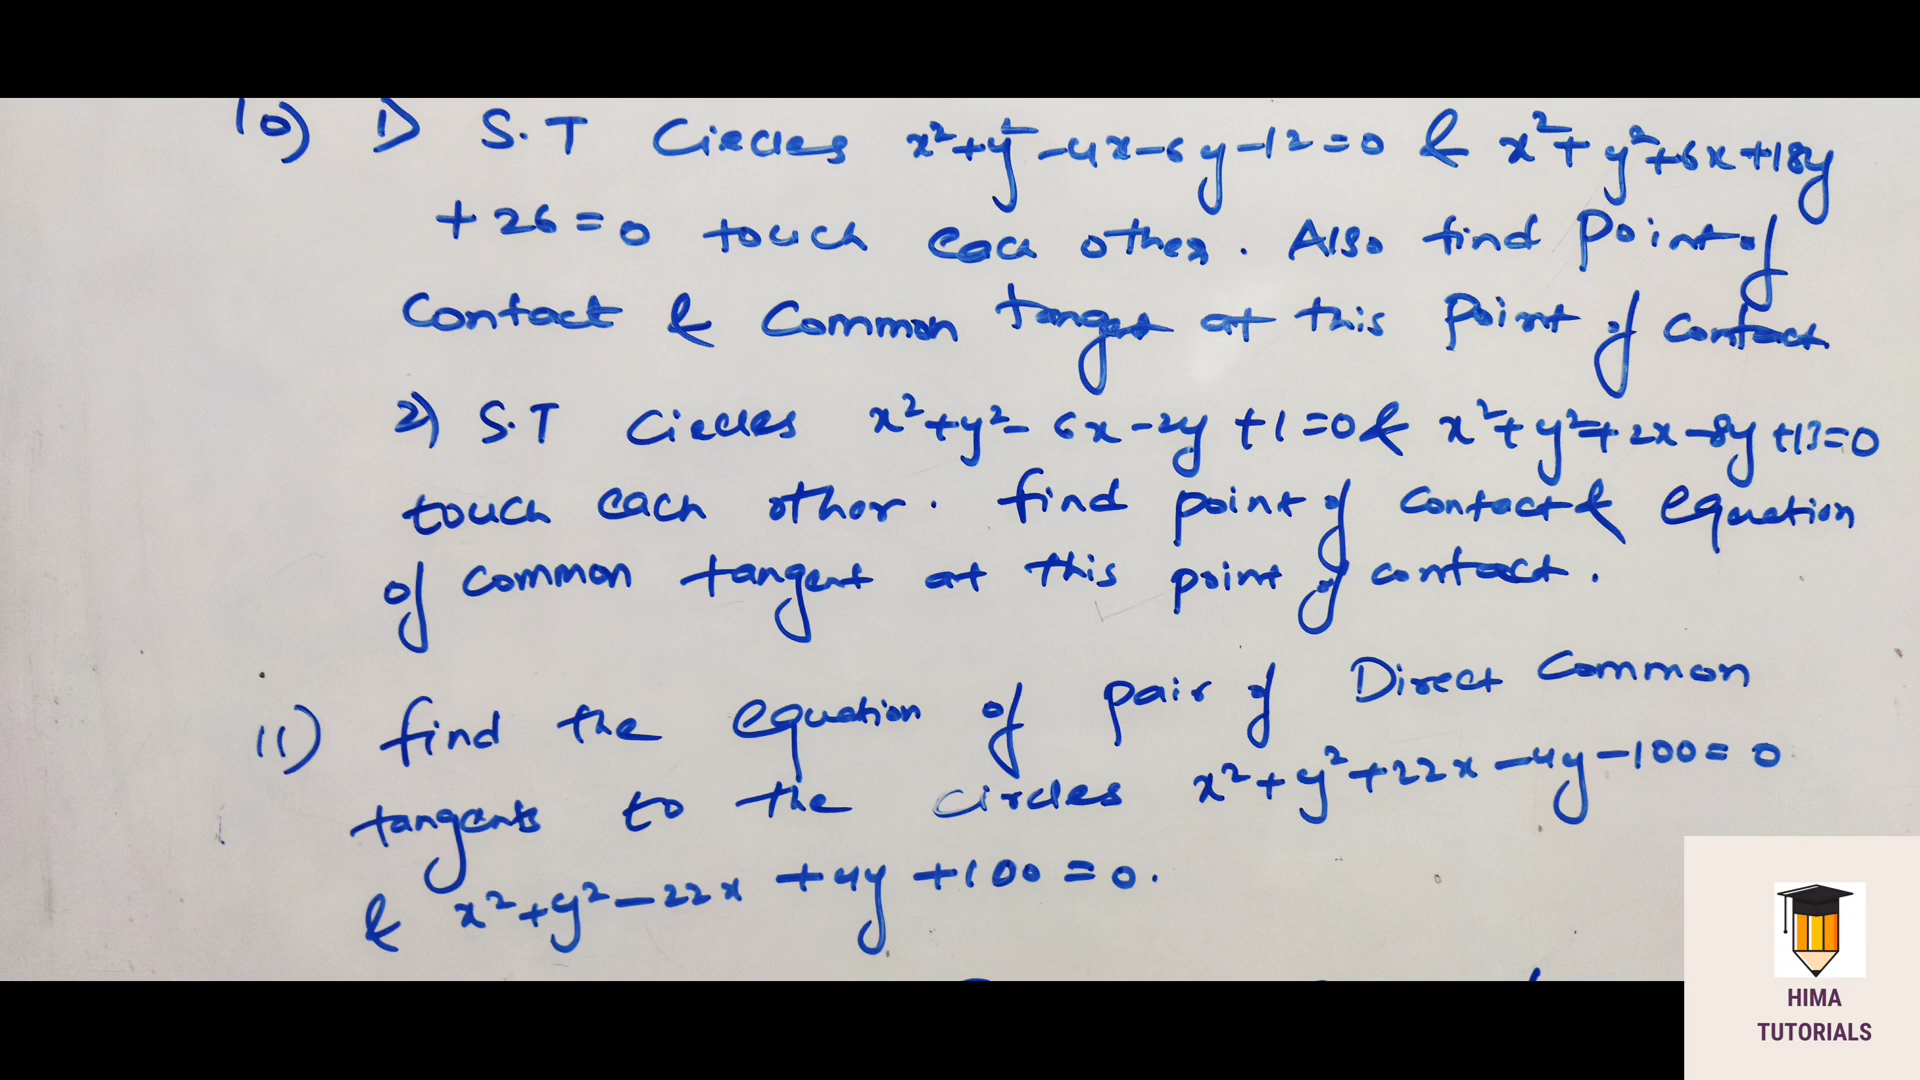 10) 1) S.T Circles x²+y²-4x-6y-12=0 & x²+y²+6x+18y
+26=0 touch each other. Also find point of
contact & common tangent at this point of contact
2) S.T Circles x²+y²-6x-2y+1=0 & x²+y²+2x-8y+13=0
touch each other. find point of contact & equation
of common tangent at this point of contact.
11) find the equation of pair of Direct common
tangents to the circles x²+y²+22x-4y-100=0
& x²+y²-22x+4y+100=0.
HIMA
TUTORIALS